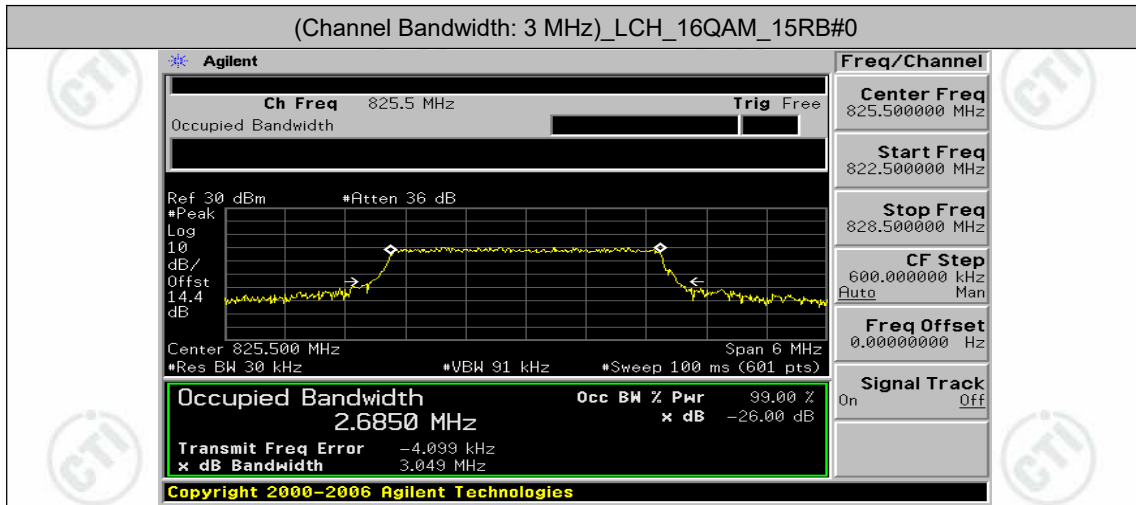 (Channel Bandwidth: 3 MHz)_LCH_16QAM_15RB#0
Agilent
Freq/Channel
Ch Freq 825.5 MHz Trig Free
Occupied Bandwidth
Center Freq
825.500000 MHz
Start Freq
822.500000 MHz
Stop Freq
828.500000 MHz
CF Step
600.000000 kHz
Auto Man
Freq Offset
0.00000000 Hz
Signal Track
On Off
Ref 30 dBm #Atten 36 dB
#Peak
Log
10
dB/
Offst
14.4
dB
Center 825.500 MHz Span 6 MHz
#Res BW 30 kHz #VBW 91 kHz #Sweep 100 ms (601 pts)
Occupied Bandwidth Occ BW % Pwr 99.00 %
2.6850 MHz x dB -26.00 dB
Transmit Freq Error -4.099 kHz
x dB Bandwidth 3.049 MHz
Copyright 2000-2006 Agilent Technologies
CTI
CTI
CTI
CTI